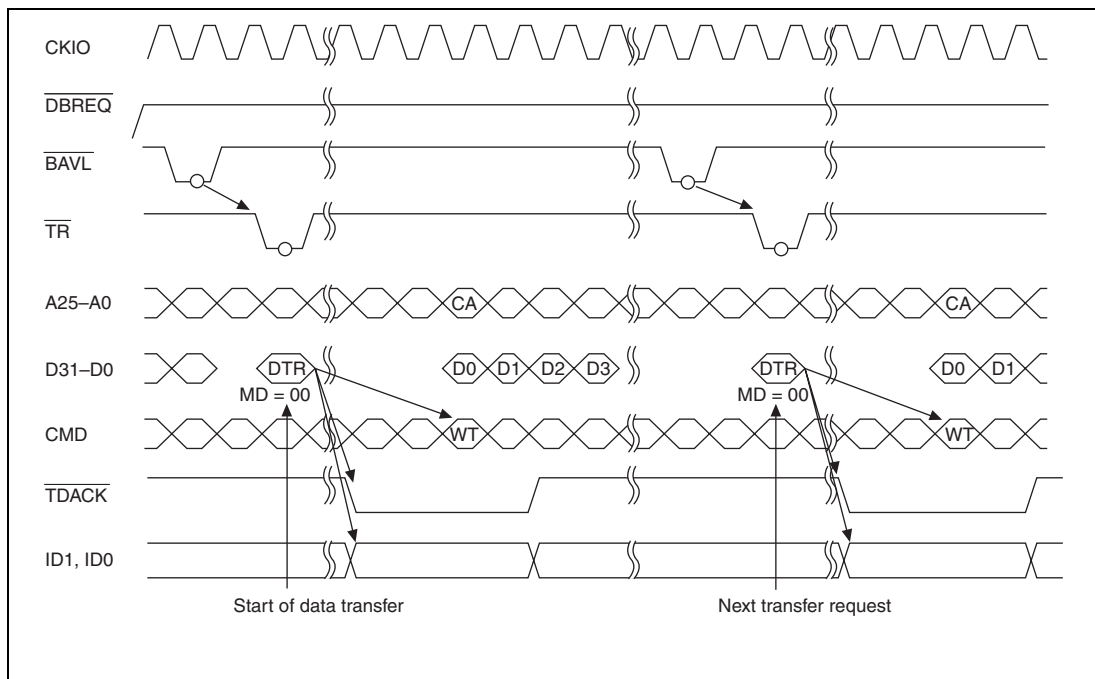 CKIO
DBREQ
BAVL
TR
A25–A0 CA CA
D31–D0 DTR D0 D1 D2 D3 DTR D0 D1
MD = 00 MD = 00
CMD WT WT
TDACK
ID1, ID0
Start of data transfer Next transfer request